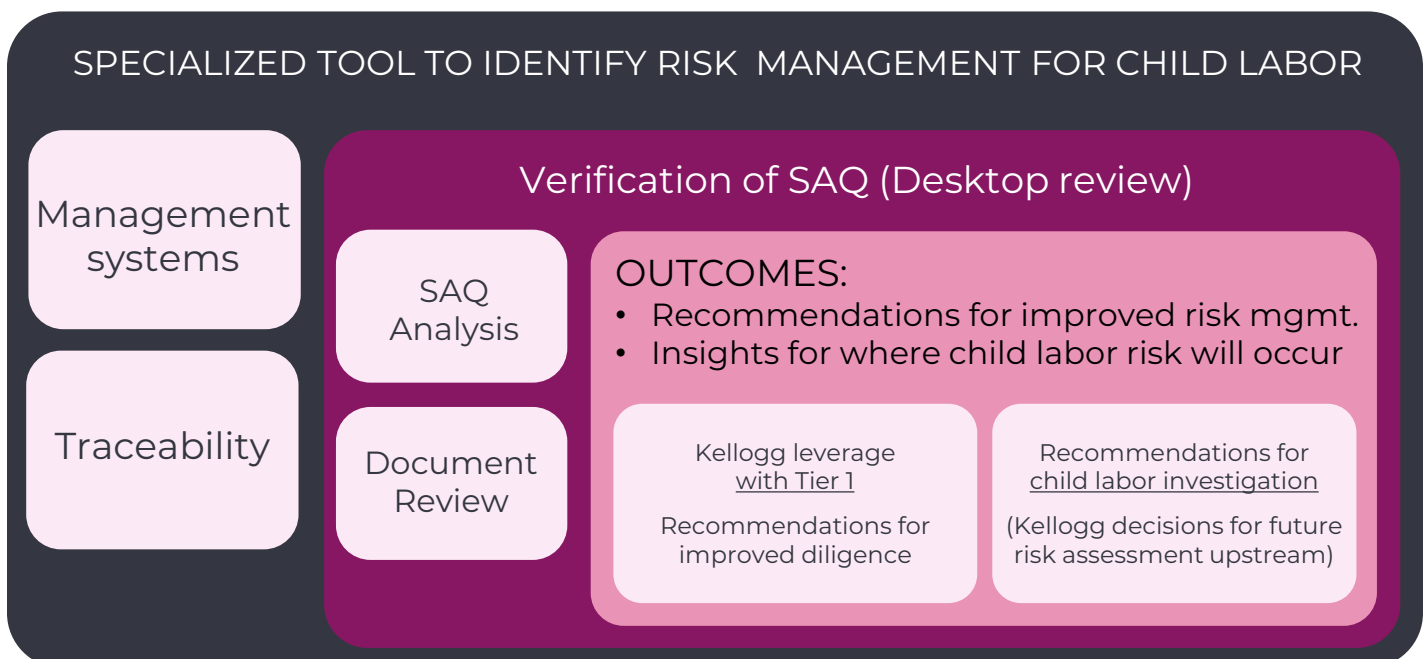 SPECIALIZED TOOL TO IDENTIFY RISK  MANAGEMENT FOR CHILD LABOR
Management
systems
Traceability
Verification of SAQ (Desktop review)
SAQ
Analysis
Document
Review
OUTCOMES:
• Recommendations for improved risk mgmt.
• Insights for where child labor risk will occur
Kellogg leverage
with Tier 1
Recommendations for
improved diligence
Recommendations for
child labor investigation
(Kellogg decisions for future
risk assessment upstream)